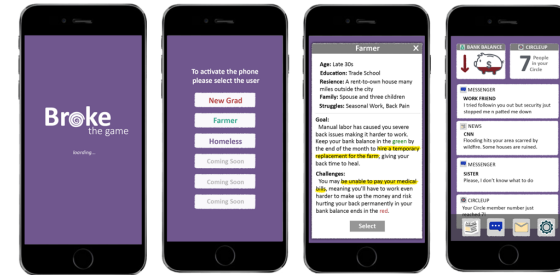 Broke
the game
loading...
To activate the phone
please select the user
New Grad
Farmer
Homeless
Coming Soon
Coming Soon
Coming Soon
Farmer X
Age: Late 30s
Education: Trade School
Resience: A rent-to-own house many
miles outside the city
Family: Spouse and three children
Struggles: Seasonal Work, Back Pain
Goal:
Manual labor has caused you severe
back issues making it harder to work.
Keep your bank balance in the green by
the end of the month to hire a temporary
replacement for the farm, giving your
back time to heal.
Challenges:
You may be unable to pay your medical
bills, meaning you'll have to work even
harder to make up the money and risk
hurting your back permanently in your
bank balance ends in the red.
Select
BANK BALANCE
CIRCLEUP
7 People
in your
Circle
MESSENGER
WORK FRIEND
I tried followin you out but security just
stopped me n patted me down
NEWS
CNN
Flooding hits your area scarred by
wildfire. Some houses are ruined.
MESSENGER
SISTER
Please, I don't know what to do
CIRCLEUP
Your Circle member number just
reached 7!